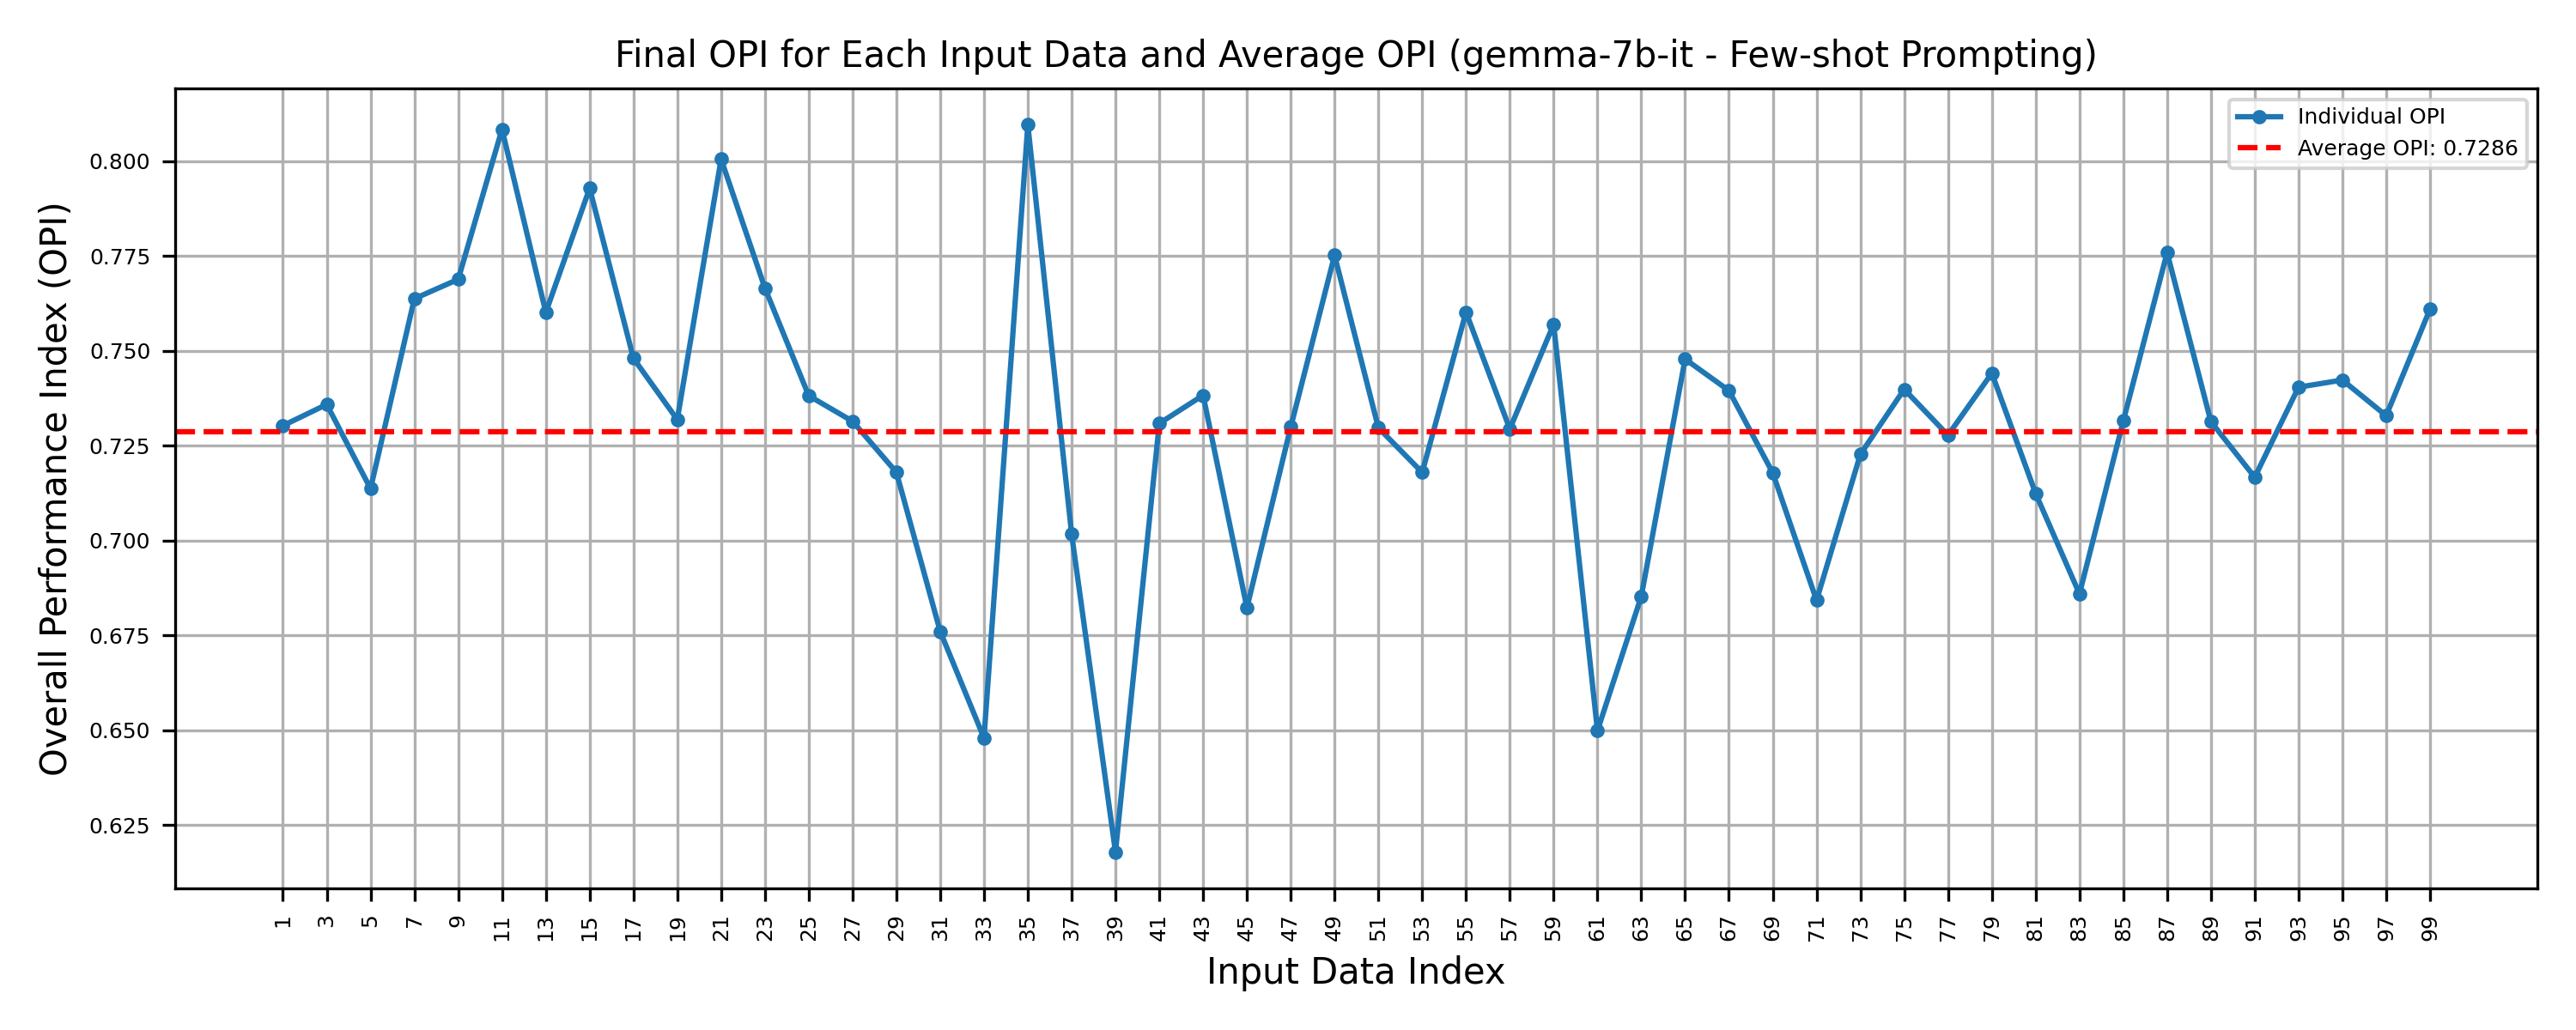 Final OPI for Each Input Data and Average OPI (gemma-7b-it - Few-shot Prompting)
Individual OPI
Average OPI: 0.7286
Overall Performance Index (OPI)
0.800
0.775
0.750
0.725
0.700
0.675
0.650
0.625
1 3 5 7 9 11 13 15 17 19 21 23 25 27 29 31 33 35 37 39 41 43 45 47 49 51 53 55 57 59 61 63 65 67 69 71 73 75 77 79 81 83 85 87 89 91 93 95 97 99
Input Data Index